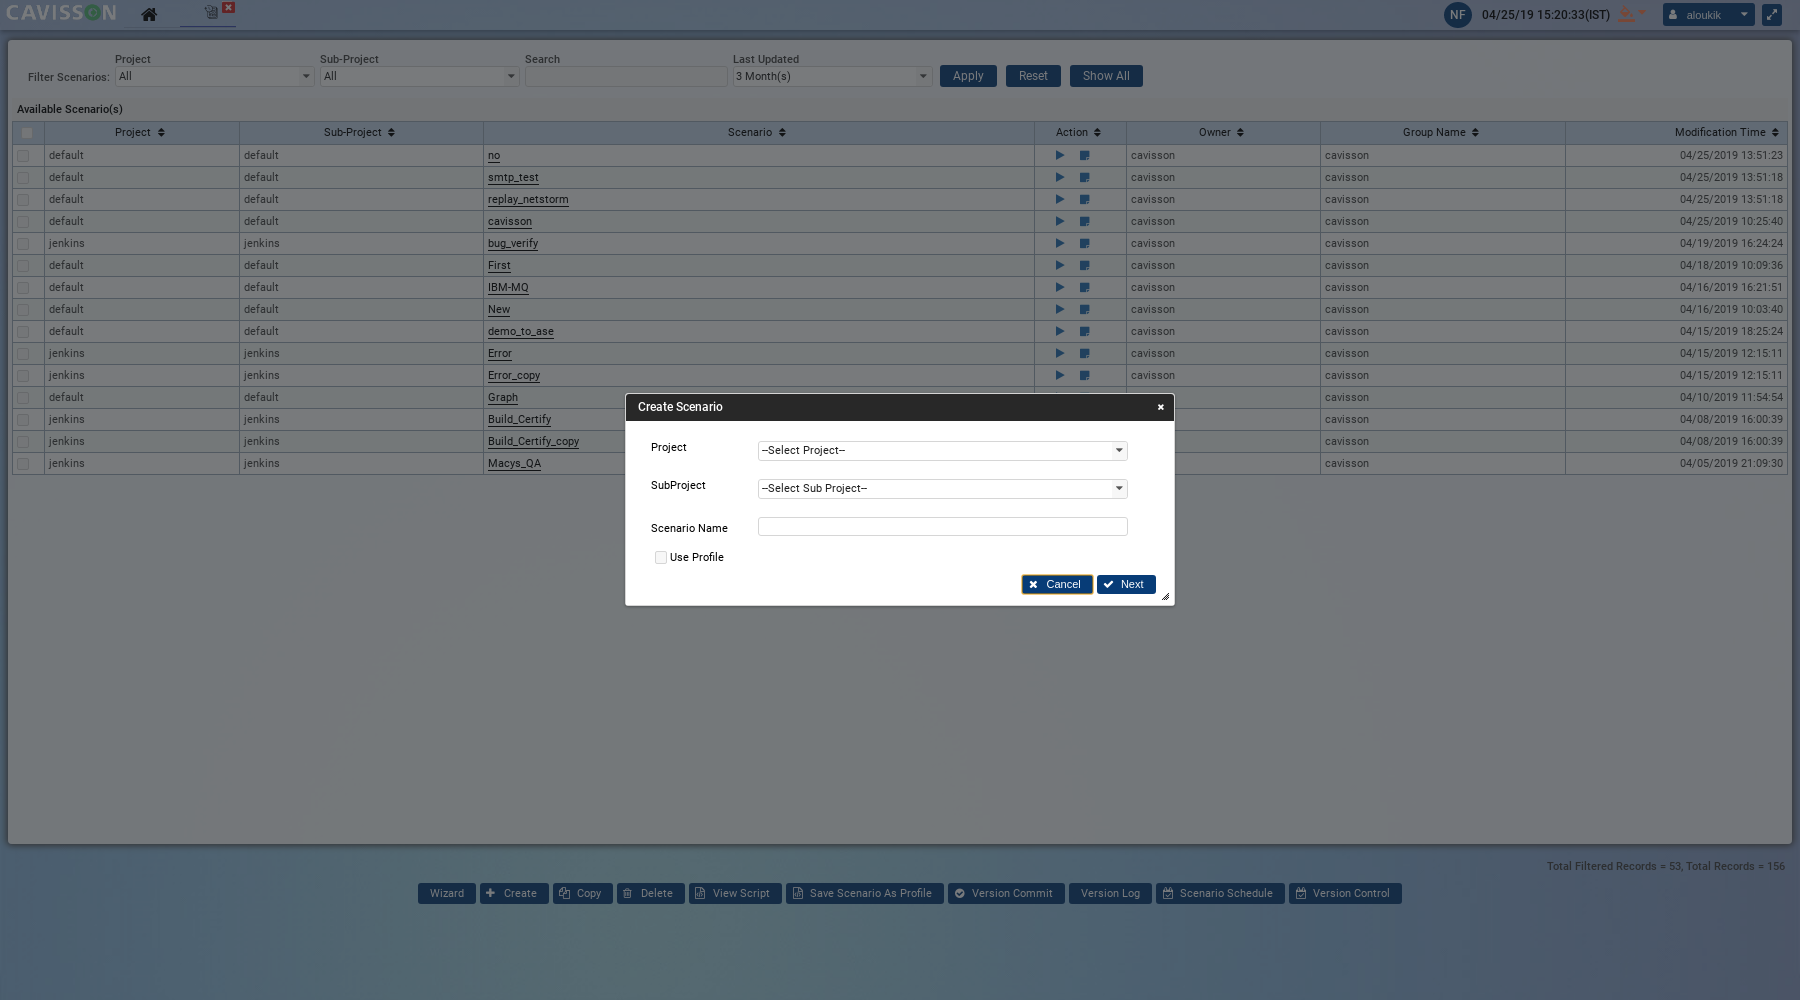 CAVISSON
NF 04/25/19 15:20:33(IST) aloukik
Project Sub-Project Search Last Updated
Filter Scenarios: All All 3 Month(s) Apply Reset Show All
Available Scenario(s)
Project Sub-Project Scenario Action Owner Group Name Modification Time
default default no cavisson cavisson 04/25/2019 13:51:23
default default smtp_test cavisson cavisson 04/25/2019 13:51:18
default default replay_netstorm cavisson cavisson 04/25/2019 13:51:18
default default cavisson cavisson cavisson 04/25/2019 10:25:40
jenkins jenkins bug_verify cavisson cavisson 04/19/2019 16:24:24
default default First cavisson cavisson 04/18/2019 10:09:36
default default IBM-MQ cavisson cavisson 04/16/2019 16:21:51
default default New cavisson cavisson 04/16/2019 10:03:40
default default demo_to_ase cavisson cavisson 04/15/2019 18:25:24
jenkins jenkins Error cavisson cavisson 04/15/2019 12:15:11
jenkins jenkins Error_copy cavisson cavisson 04/15/2019 12:15:11
default default Graph cavisson 04/10/2019 11:54:54
jenkins jenkins Build_Certify cavisson 04/08/2019 16:00:39
jenkins jenkins Build_Certify_copy cavisson 04/08/2019 16:00:39
jenkins jenkins Macys_QA cavisson 04/05/2019 21:09:30
Create Scenario
Project --Select Project--
SubProject --Select Sub Project--
Scenario Name
Use Profile
Cancel Next
Total Filtered Records = 53, Total Records = 156
Wizard Create Copy Delete View Script Save Scenario As Profile Version Commit Version Log Scenario Schedule Version Control